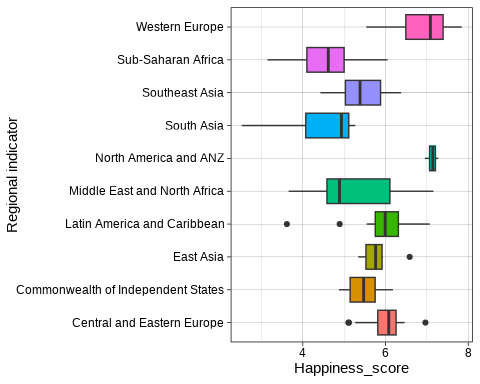 Western Europe
Sub-Saharan Africa
Southeast Asia
South Asia
North America and ANZ
Middle East and North Africa
Latin America and Caribbean
East Asia
Commonwealth of Independent States
Central and Eastern Europe
Regional indicator
4 6 8
Happiness_score